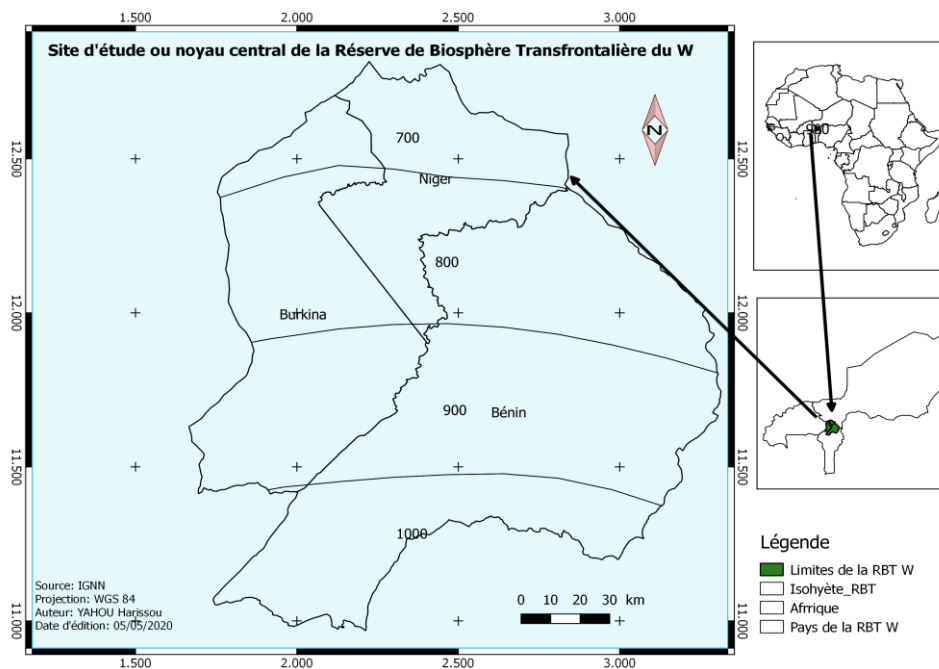 1.500 2.000 2.500 3.000
Site d'étude ou noyau central de la Réserve de Biosphère Transfrontalière du W
N
700
12.500
12.500
Niger
800
12.000
12.000
Burkina
900
Bénin
11.500
11.500
1000
11.000
11.000
Source: IGNN
Projection: WGS 84
Auteur: YAHOU Harissou
Date d'édition: 05/05/2020
0 10 20 30 km
1.500 2.000 2.500 3.000
Légende
Limites de la RBT W
Isohyète_RBT
Afrrique
Pays de la RBT W